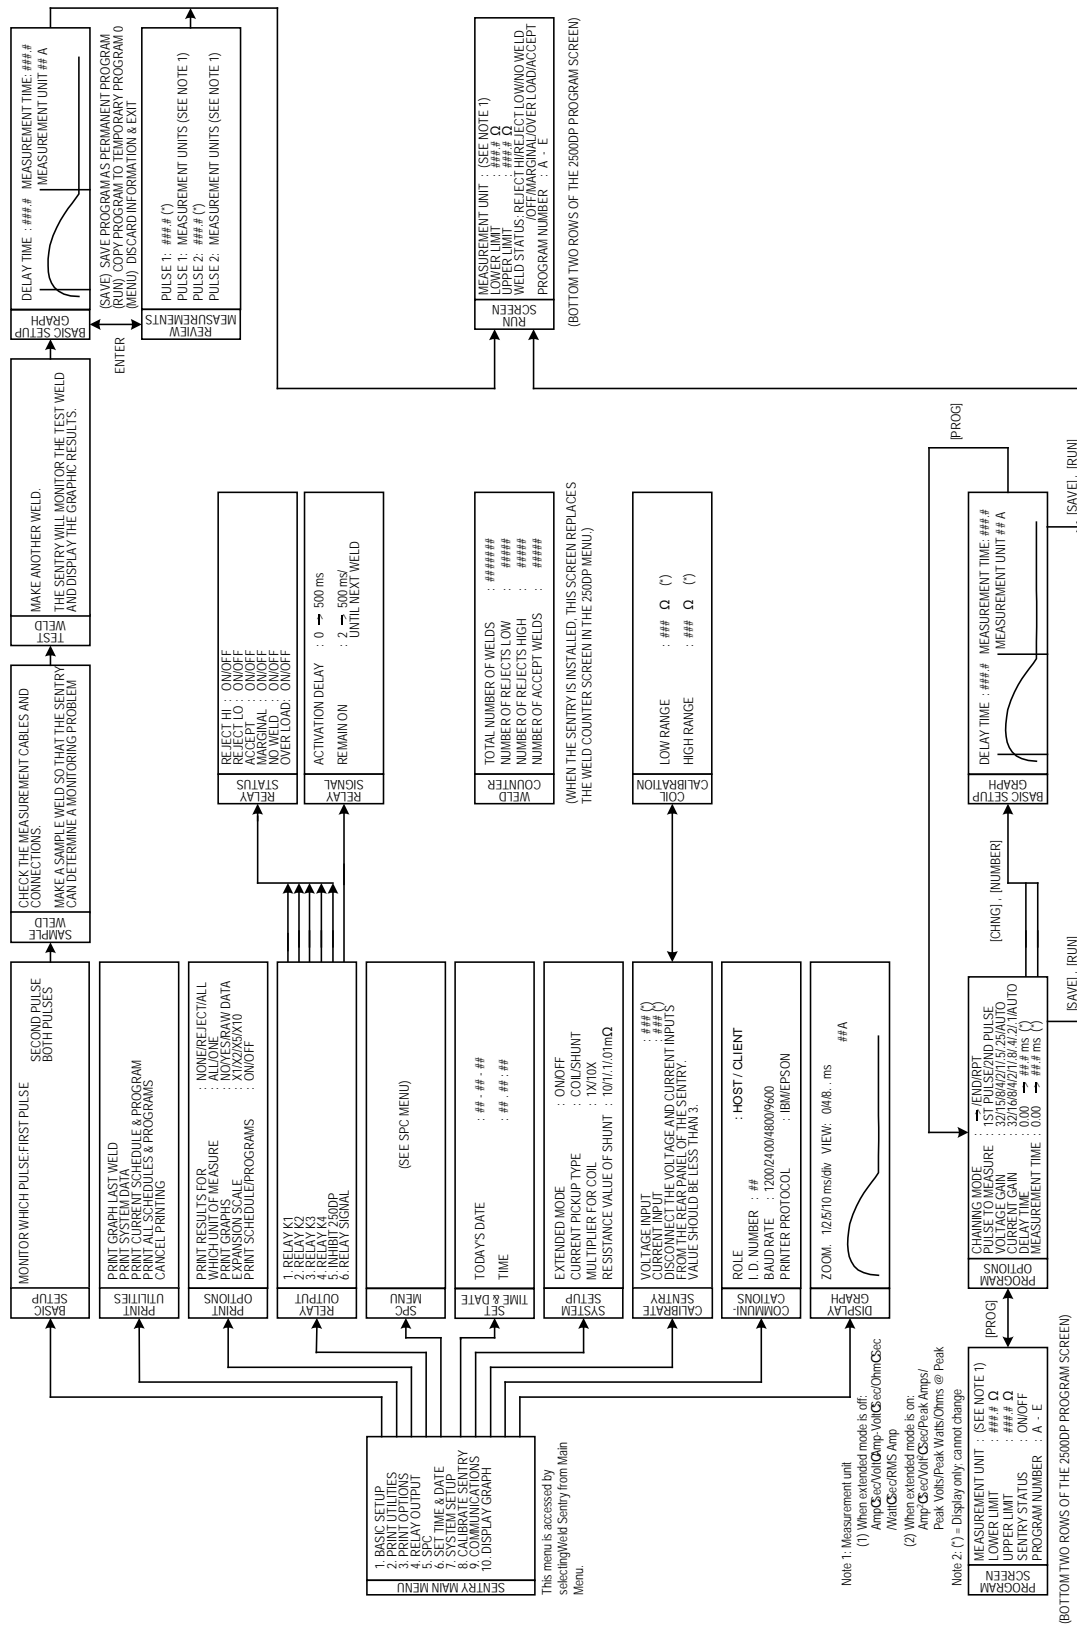 SENTRY MAIN MENU
1. BASIC SETUP
2. PRINT UTILITIES
3. PRINT OPTIONS
4. RELAY OUTPUT
5. SPC
6. SET TIME & DATE
7. SYSTEM SETUP
8. CALIBRATE SENTRY
9. COMMUNICATIONS
10. DISPLAY GRAPH
This menu is accessed by
selectingWeld Sentry from Main
Menu.
BASIC
SETUP
MONITOR WHICH PULSE:FIRST PULSE
SECOND PULSE
BOTH PULSES
SAMPLE
WELD
CHECK THE MEASUREMENT CABLES AND
CONNECTIONS.
MAKE A SAMPLE WELD SO THAT THE SENTRY
CAN DETERMINE A MONITORING PROBLEM
TEST
WELD
MAKE ANOTHER WELD.
THE SENTRY WILL MONITOR THE TEST WELD
AND DISPLAY THE GRAPHIC RESULTS.
BASIC SETUP
GRAPH
DELAY TIME : ###.# MEASUREMENT TIME: ###.#
MEASUREMENT UNIT ## A
ENTER
(SAVE) SAVE PROGRAM AS PERMANENT PROGRAM
(RUN) COPY PROGRAM TO TEMPORARY PROGRAM 0
(MENU) DISCARD INFORMATION & EXIT
REVIEW
MEASUREMENTS
PULSE 1: ###.# (*)
PULSE 1: MEASUREMENT UNITS (SEE NOTE 1)
PULSE 2: ###.# (*)
PULSE 2: MEASUREMENT UNITS (SEE NOTE 1)
PRINT
UTILITIES
PRINT GRAPH LAST WELD
PRINT SYSTEM DATA
PRINT CURRENT SCHEDULE & PROGRAM
PRINT ALL SCHEDULES & PROGRAMS
CANCEL PRINTING
PRINT
OPTIONS
PRINT RESULTS FOR : NONE/REJECT/ALL
WHICH UNIT OF MEASURE : ALL/ONE
PRINT GRAPHS : NO/YES/RAW DATA
EXPANSION SCALE : X1/X2/X5/X10
PRINT SCHEDULE/PROGRAMS : ON/OFF
RELAY
OUTPUT
1. RELAY K1
2. RELAY K2
3. RELAY K3
4. RELAY K4
5. INHIBIT 250DP
6. RELAY SIGNAL
RELAY
STATUS
REJECT HI : ON/OFF
REJECT LO : ON/OFF
ACCEPT : ON/OFF
MARGINAL : ON/OFF
NO WELD : ON/OFF
OVER LOAD: ON/OFF
RELAY
SIGNAL
ACTIVATION DELAY : 0 → 500 ms
REMAIN ON : 2 → 500 ms/
UNTIL NEXT WELD
SPC
MENU
(SEE SPC MENU)
SET
TIME & DATE
TODAY'S DATE : ## - ## - ##
TIME : ## . ## : ##
WELD
COUNTER
TOTAL NUMBER OF WELDS : #######
NUMBER OF REJECTS LOW : #####
NUMBER OF REJECTS HIGH : #####
NUMBER OF ACCEPT WELDS : #####
(WHEN THE SENTRY IS INSTALLED, THIS SCREEN REPLACES
THE WELD COUNTER SCREEN IN THE 250DP MENU.)
RUN
SCREEN
MEASUREMENT UNIT : (SEE NOTE 1)
LOWER LIMIT : ###.# Ω
UPPER LIMIT : ###.# Ω
WELD STATUS: REJECT HI/REJECT LOW/NO WELD
/OFF/MARGINAL/OVER LOAD/ACCEPT
PROGRAM NUMBER : A - E
(BOTTOM TWO ROWS OF THE 2500DP PROGRAM SCREEN)
SYSTEM
SETUP
EXTENDED MODE : ON/OFF
CURRENT PICKUP TYPE : COIL/SHUNT
MULTIPLIER FOR COIL : 1X/10X
RESISTANCE VALUE OF SHUNT : 10/1/.1/.01mΩ
CALIBRATE
SENTRY
VOLTAGE INPUT : ### (*)
CURRENT INPUT : ### (*)
DISCONNECT THE VOLTAGE AND CURRENT INPUTS
FROM THE REAR PANEL OF THE SENTRY.
VALUE SHOULD BE LESS THAN 3.
COIL
CALIBRATION
LOW RANGE : ### Ω (*)
HIGH RANGE : ### Ω (*)
COMMUNI-
CATIONS
ROLE : HOST / CLIENT
I. D. NUMBER : ##
BAUDRATE : 1200/2400/4800/9600
PRINTER PROTOCOL : IBM/EPSON
DISPLAY
GRAPH
ZOOM. 1/2/5/10 ms/div VIEW: 0/4/8. . ms
##A
Note 1: Measurement unit
(1) When extended mode is off:
/RMS Amp
(2) When extended mode is on:
Peak Volts/Peak Watts/Ohms @ Peak
Note 2: (*) = Display only: cannot change
PROGRAM
SCREEN
MEASUREMENT UNIT : (SEE NOTE 1)
LOWER LIMIT : ###.# Ω
UPPER LIMIT : ###.# Ω
SENTRY STATUS : ON/OFF
PROGRAM NUMBER : A - E
(BOTTOM TWO ROWS OF THE 2500DP PROGRAM SCREEN)
[PROG]
PROGRAM
OPTIONS
CHAINING MODE : → /END/RPT
PULSE TO MEASURE : 1ST PULSE/2ND PULSE
VOLTAGE GAIN : 32/15/8/4/2/1/.5/.25/AUTO
CURRENT GAIN : 32/16/8/4/2/1/.8/.4/.2/.1/AUTO
DELAY TIME : 0.00 → ##.# ms (*)
MEASUREMENT TIME : 0.00 → ##.# ms (*)
[CHNG] , [NUMBER]
[SAVE] , [RUN]
BASIC SETUP
GRAPH
DELAY TIME : ###.# MEASUREMENT TIME: ###.#
MEASUREMENT UNIT ## A
[PROG]
[SAVE] , [RUN]